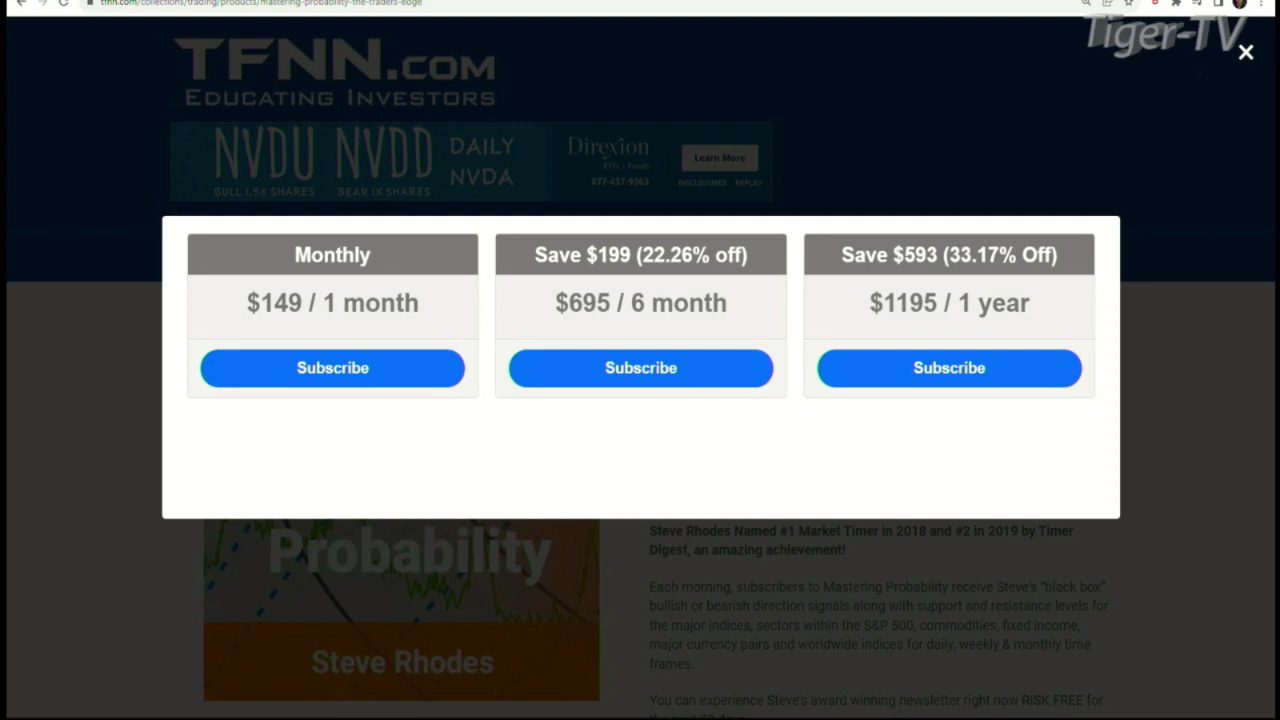 tfnn.com/collections/trading/products/mastering-probability-the-traders-edge
Tiger-TV
TFNN.COM
EDUCATING INVESTORS
NVDU NVDD DAILY NVDA
BULL 1.5X SHARES BEAR 1X SHARES
Direxion
ETFs | Funds
877-437-9363
Learn More
DISCLOSURES REPLAY
Monthly
$149 / 1 month
Subscribe
Save $199 (22.26% off)
$695 / 6 month
Subscribe
Save $593 (33.17% Off)
$1195 / 1 year
Subscribe
Probability
Steve Rhodes
Steve Rhodes Named #1 Market Timer in 2018 and #2 in 2019 by Timer
Digest, an amazing achievement!
Each morning, subscribers to Mastering Probability receive Steve's "black box"
bullish or bearish direction signals along with support and resistance levels for
the major indices, sectors within the S&P 500, commodities, fixed income,
major currency pairs and worldwide indices for daily, weekly & monthly time
frames.
You can experience Steve's award winning newsletter right now RISK FREE for